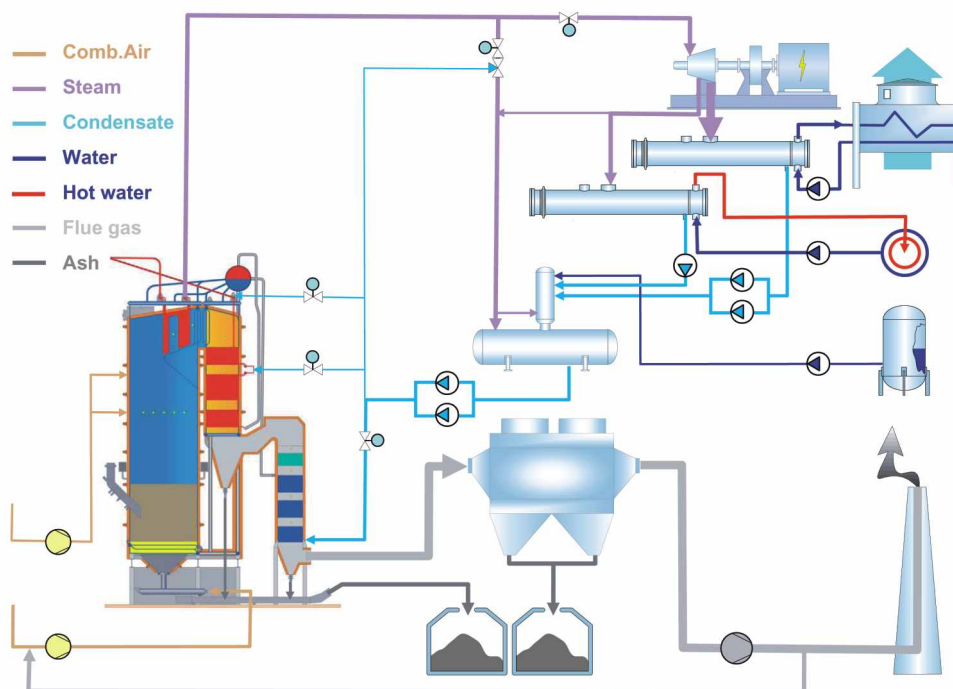 Comb.Air
Steam
Condensate
Water
Hot water
Flue gas
Ash